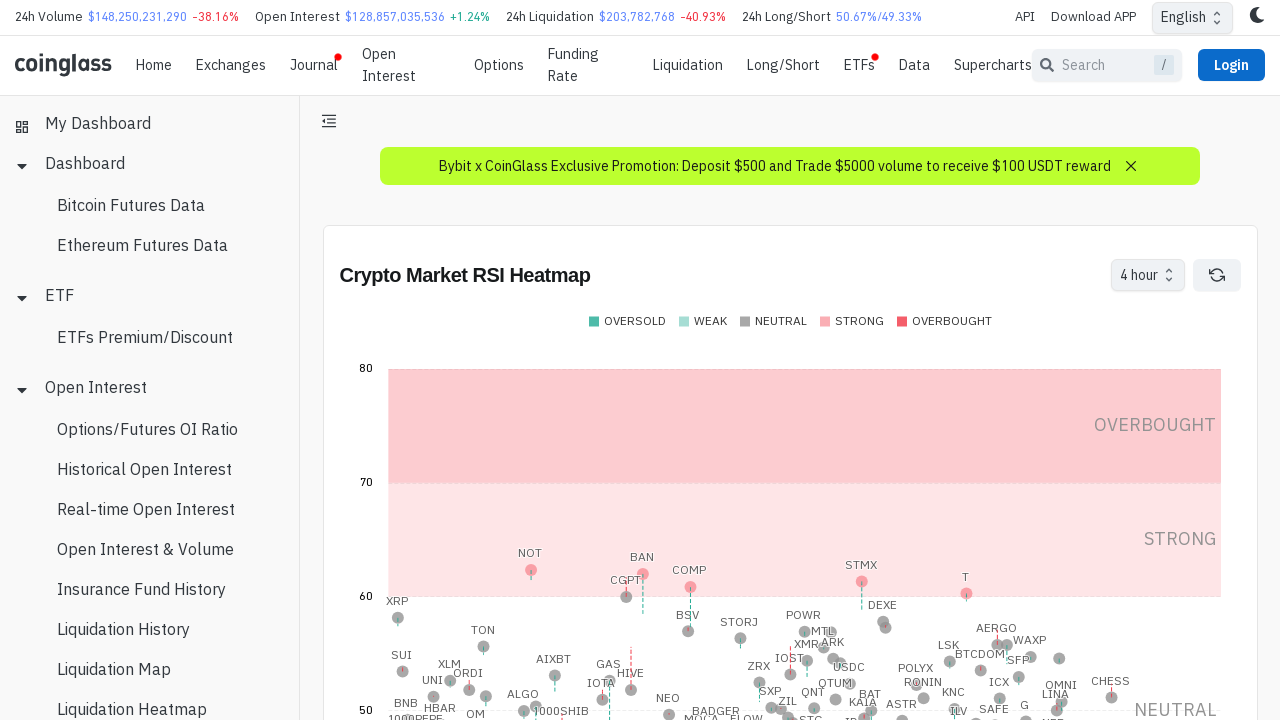 24h Volume $148,250,231,290 -38.16% Open Interest $128,857,035,536 +1.24% 24h Liquidation $203,782,768 -40.93% 24h Long/Short 50.67%/49.33% API Download APP English
coinglass Home Exchanges Journal Open Interest Options Funding Rate Liquidation Long/Short ETFs Data Supercharts Search / Login
My Dashboard
Dashboard
Bitcoin Futures Data
Ethereum Futures Data
ETF
ETFs Premium/Discount
Open Interest
Options/Futures OI Ratio
Historical Open Interest
Real-time Open Interest
Open Interest & Volume
Insurance Fund History
Liquidation History
Liquidation Map
Liquidation Heatmap
Bybit x CoinGlass Exclusive Promotion: Deposit $500 and Trade $5000 volume to receive $100 USDT reward
Crypto Market RSI Heatmap 4 hour
OVERSOLD WEAK NEUTRAL STRONG OVERBOUGHT
80
OVERBOUGHT
70
STRONG
NOT BAN STMX
COMP T
CGPT
60
XRP DEXE
BSV STORJ POWR
TON MTL AERGO
XMR ARK LSK WAXP
SUI AIXBT IOST BTCDOM SFP
XLM GAS ZRX USDC POLYX
UNI ORDI IOTA HIVE QTUM RONIN ICX OMNI CHESS
BNB ALGO NEO SXP QNT BAT KNC LINA
HBAR ZIL KAIA ASTR G
50 OM 1000SHIB BADGER ILV SAFE NEUTRAL
1000PEPE MOCA FLOW STG